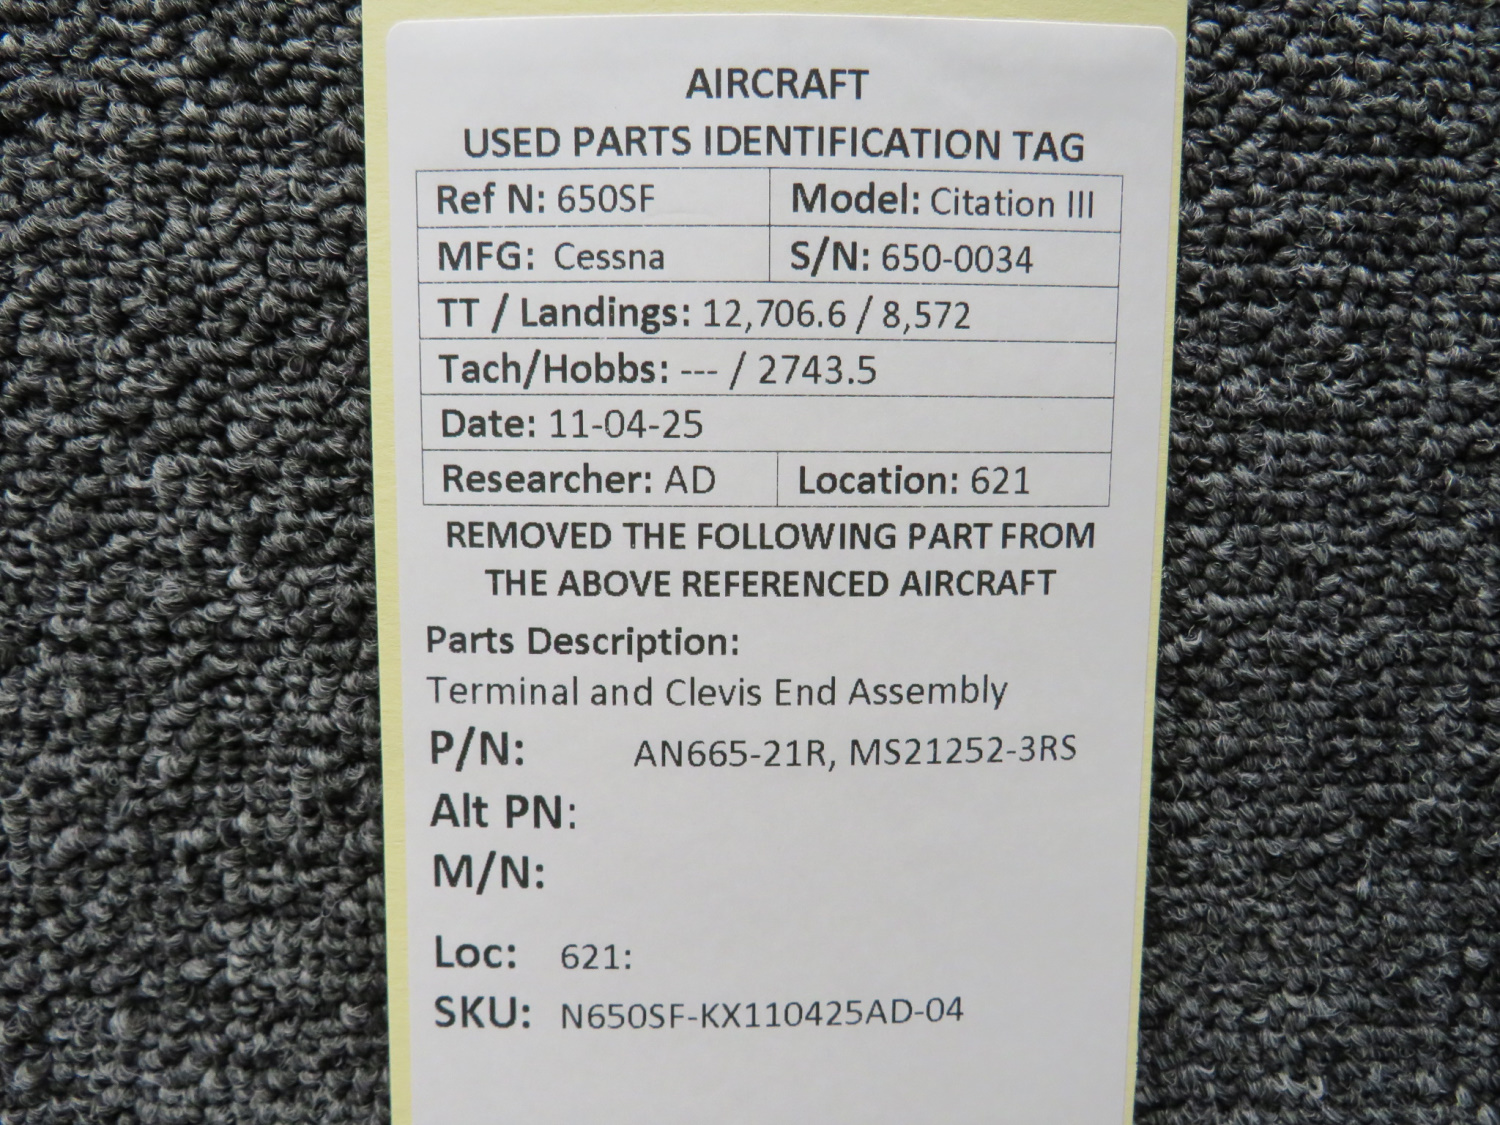 AIRCRAFT
USED PARTS IDENTIFICATION TAG
Ref N: 650SF Model: Citation III
MFG: Cessna S/N: 650-0034
TT / Landings: 12,706.6 / 8,572
Tach/Hobbs: --- / 2743.5
Date: 11-04-25
Researcher: AD Location: 621
REMOVED THE FOLLOWING PART FROM
THE ABOVE REFERENCED AIRCRAFT
Parts Description:
Terminal and Clevis End Assembly
P/N: AN665-21R, MS21252-3RS
Alt PN:
M/N:
Loc: 621:
SKU: N650SF-KX110425AD-04